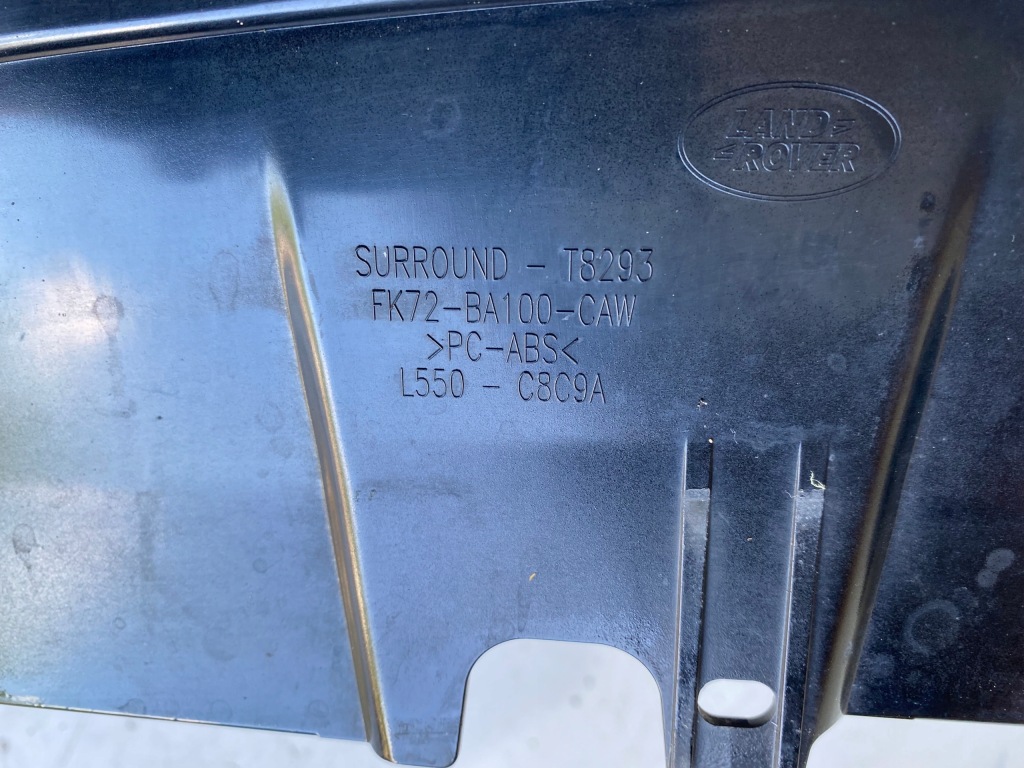 LAND
ROVER
SURROUND - T8293
FK72-BA100-CAW
>PC-ABS<
L550 - C8C9A